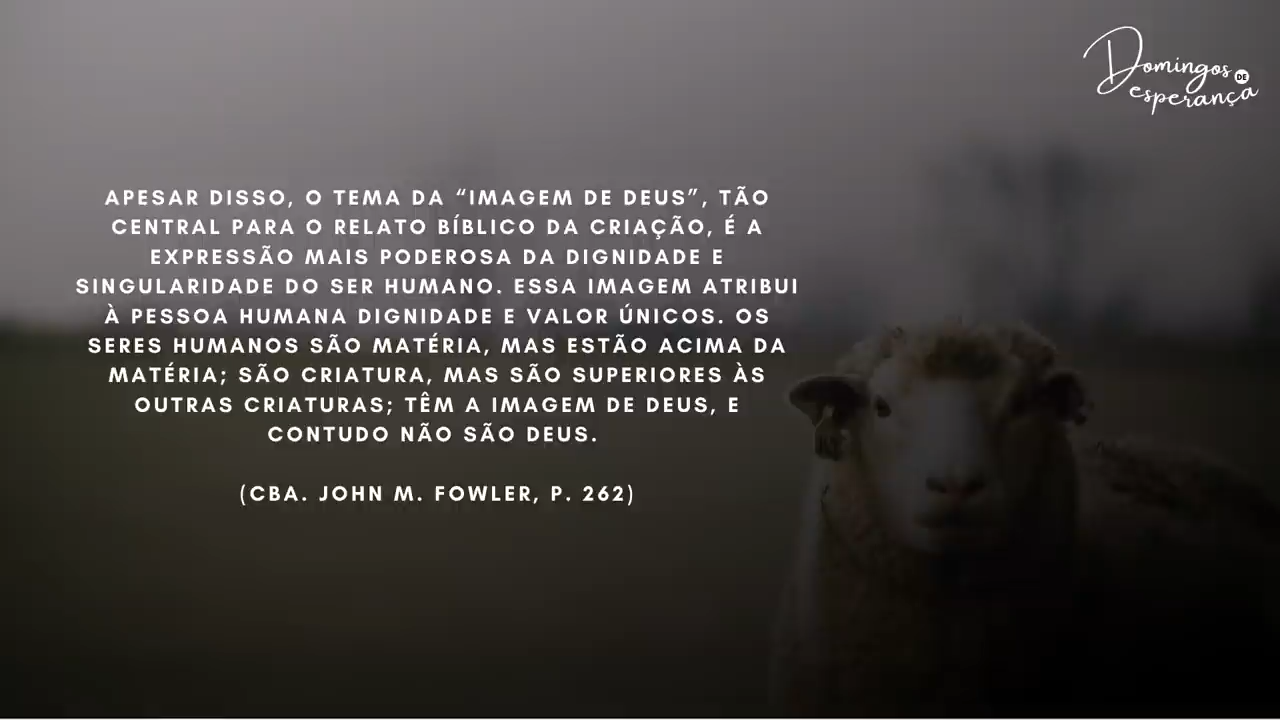 Domingos DE
esperança
APESAR DISSO, O TEMA DA “IMAGEM DE DEUS”, TÃO
CENTRAL PARA O RELATO BÍBLICO DA CRIAÇÃO, É A
EXPRESSÃO MAIS PODEROSA DA DIGNIDADE E
SINGULARIDADE DO SER HUMANO. ESSA IMAGEM ATRIBUI
À PESSOA HUMANA DIGNIDADE E VALOR ÚNICOS. OS
SERES HUMANOS SÃO MATÉRIA, MAS ESTÃO ACIMA DA
MATÉRIA; SÃO CRIATURA, MAS SÃO SUPERIORES ÀS
OUTRAS CRIATURAS; TÊM A IMAGEM DE DEUS, E
CONTUDO NÃO SÃO DEUS.
(CBA. JOHN M. FOWLER, P. 262)